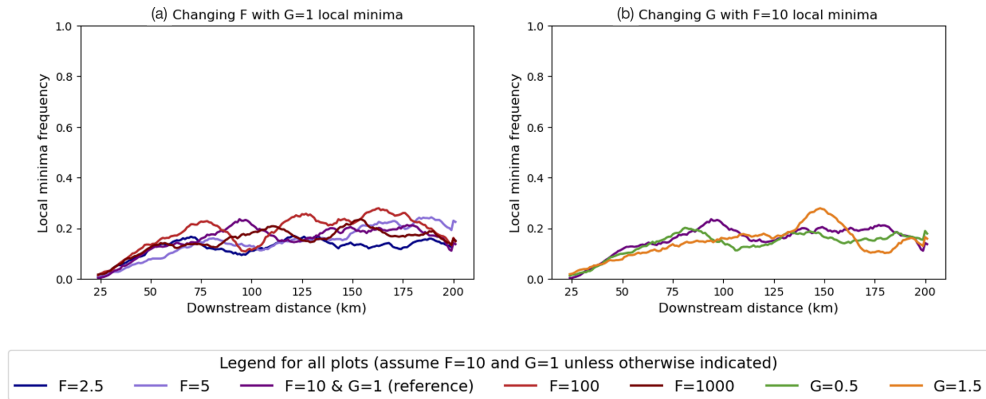 (a) Changing F with G=1 local minima
1.0
0.8
0.6
0.4
0.2
0.0
Local minima frequency
25 50 75 100 125 150 175 200
Downstream distance (km)
(b) Changing G with F=10 local minima
1.0
0.8
0.6
0.4
0.2
0.0
Local minima frequency
25 50 75 100 125 150 175 200
Downstream distance (km)
Legend for all plots (assume F=10 and G=1 unless otherwise indicated)
F=2.5 F=5 F=10 & G=1 (reference) F=100 F=1000 G=0.5 G=1.5